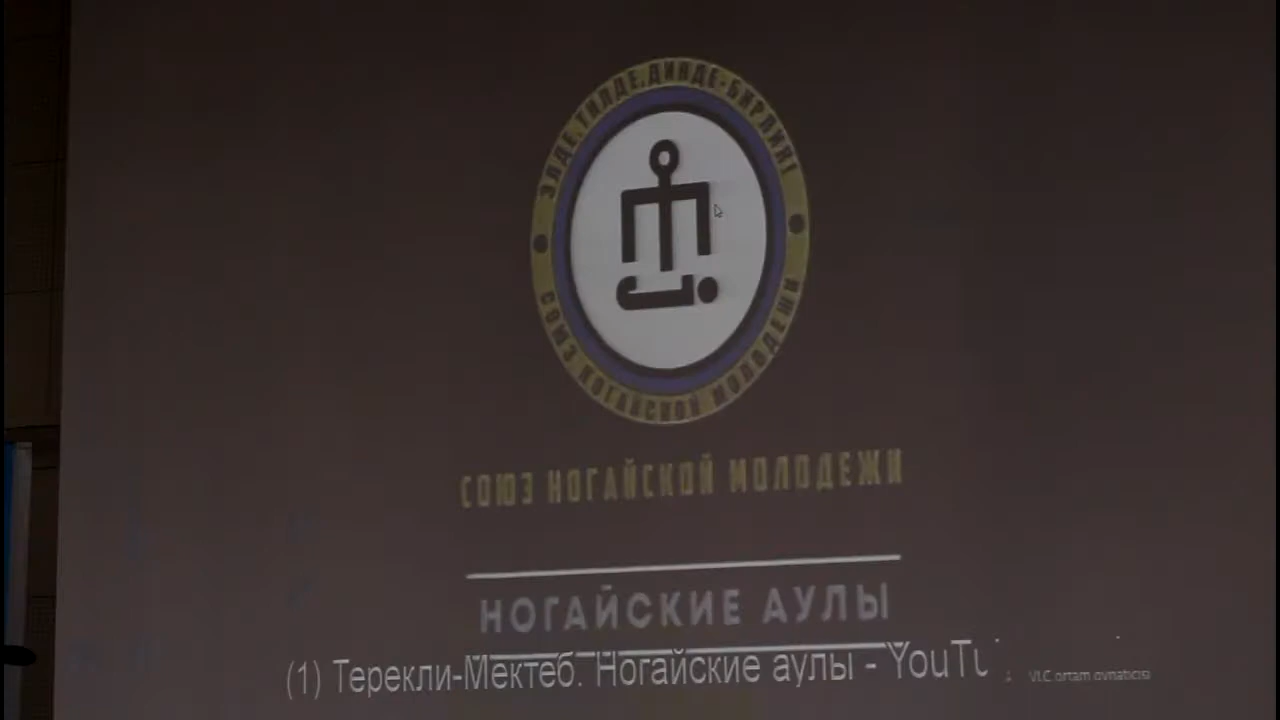 ЭЛДЕ, ТИЛДЕ, ДИНДЕ-БИРЛИК!
СОЮЗ НОГАЙСКОЙ МОЛОДЕЖИ
СОЮЗ НОГАЙСКОЙ МОЛОДЕЖИ
НОГАЙСКИЕ АУЛЫ
(1) Терекли-Мектеб. Ногайские аулы - YouTu
VLC ortam oynatıcısı